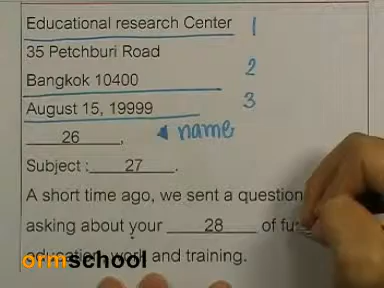 Educational research Center 1
35 Petchburi Road
Bangkok 10400 2
August 15, 19999 3
26 , name
Subject : 27 .
A short time ago, we sent a question
asking about your 28 of fu
education, work and training.
ormschool